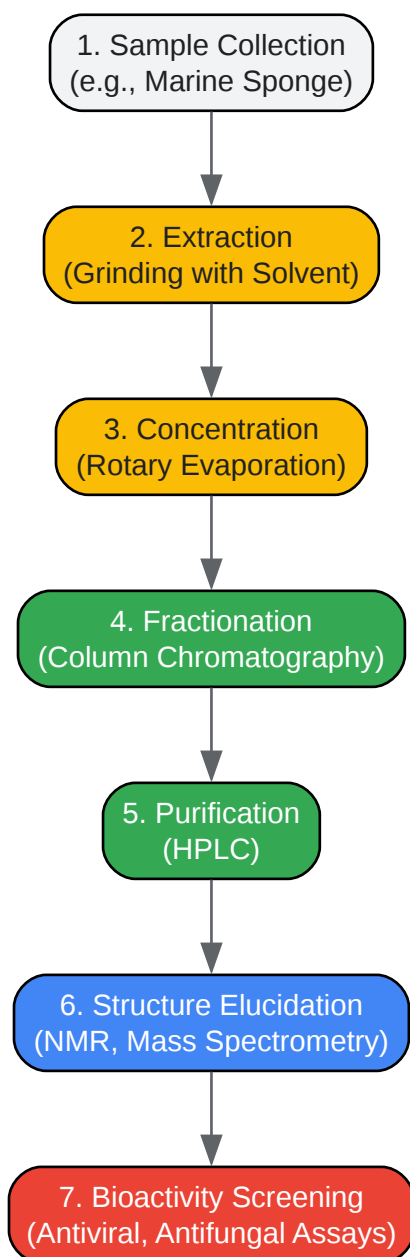 1. Sample Collection
(e.g., Marine Sponge)
2. Extraction
(Grinding with Solvent)
3. Concentration
(Rotary Evaporation)
4. Fractionation
(Column Chromatography)
5. Purification
(HPLC)
6. Structure Elucidation
(NMR, Mass Spectrometry)
7. Bioactivity Screening
(Antiviral, Antifungal Assays)